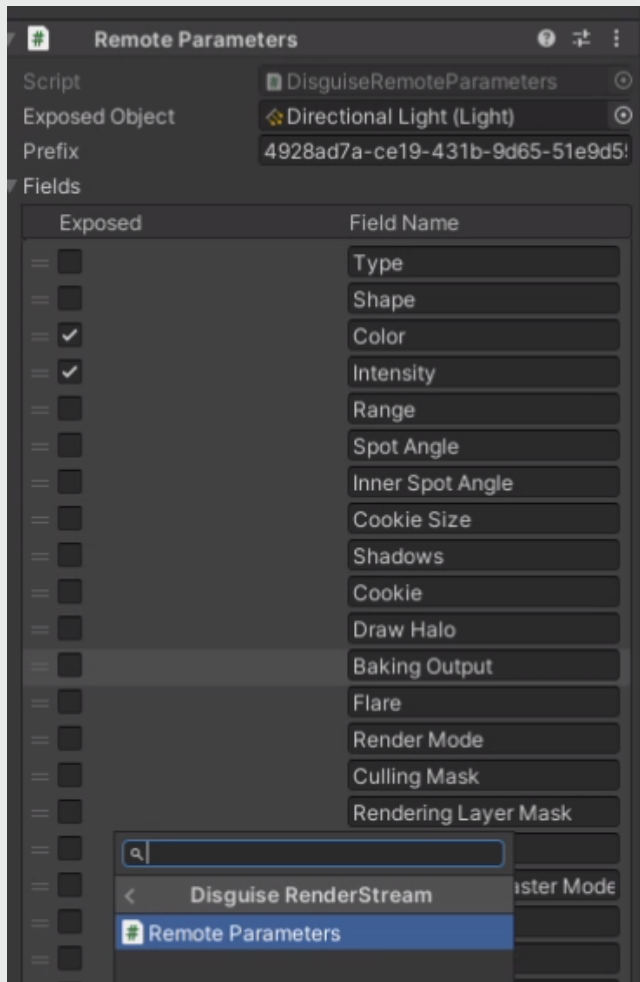 Remote Parameters
Script DisguiseRemoteParameters
Exposed Object Directional Light (Light)
Prefix 4928ad7a-ce19-431b-9d65-51e9d5
Fields
Exposed Field Name
Type
Shape
Color
Intensity
Range
Spot Angle
Inner Spot Angle
Cookie Size
Shadows
Cookie
Draw Halo
Baking Output
Flare
Render Mode
Culling Mask
Rendering Layer Mask
Disguise RenderStream
Mode
Remote Parameters